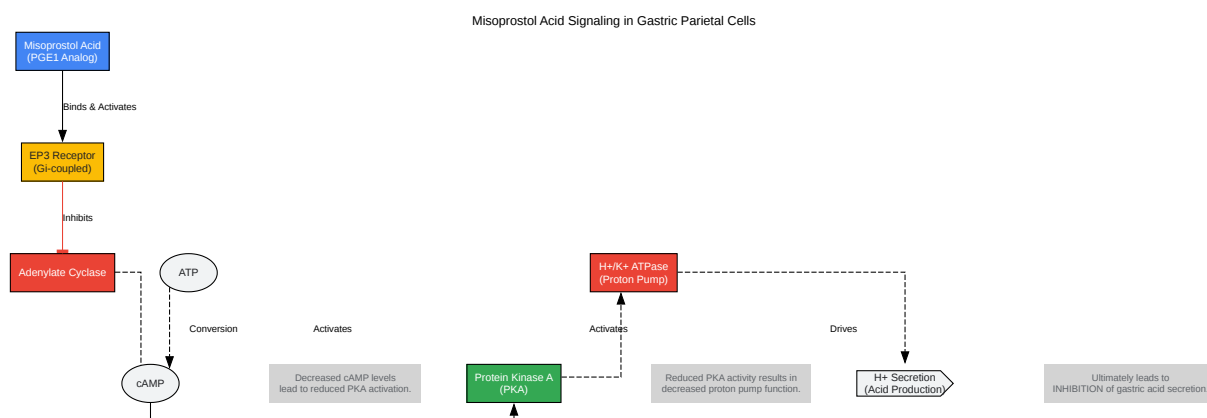 Misoprostol Acid Signaling in Gastric Parietal Cells
Misoprostol Acid
(PGE1 Analog)
Binds & Activates
EP3 Receptor
(Gi-coupled)
Inhibits
Adenylate Cyclase
ATP
H+/K+ ATPase
(Proton Pump)
Conversion
Activates
Activates
Drives
cAMP
Decreased cAMP levels
lead to reduced PKA activation.
Protein Kinase A
(PKA)
Reduced PKA activity results in
decreased proton pump function.
H+ Secretion
(Acid Production)
Ultimately leads to
INHIBITION of gastric acid secretion.